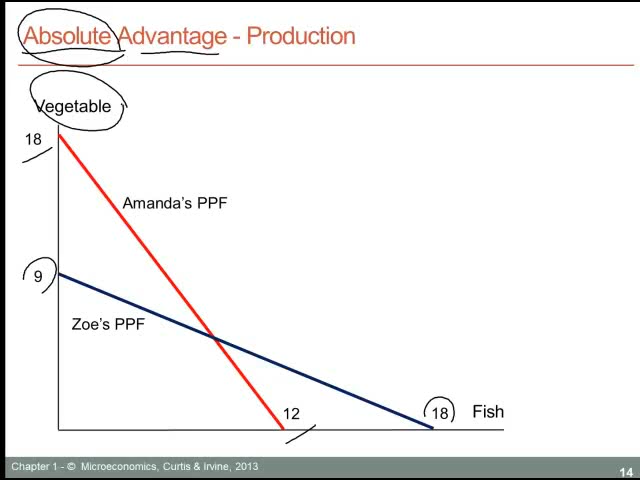 Absolute Advantage - Production
Vegetable
18
Amanda's PPF
9
Zoe's PPF
12
18
Fish
Chapter 1 - © Microeconomics, Curtis & Irvine, 2013
14